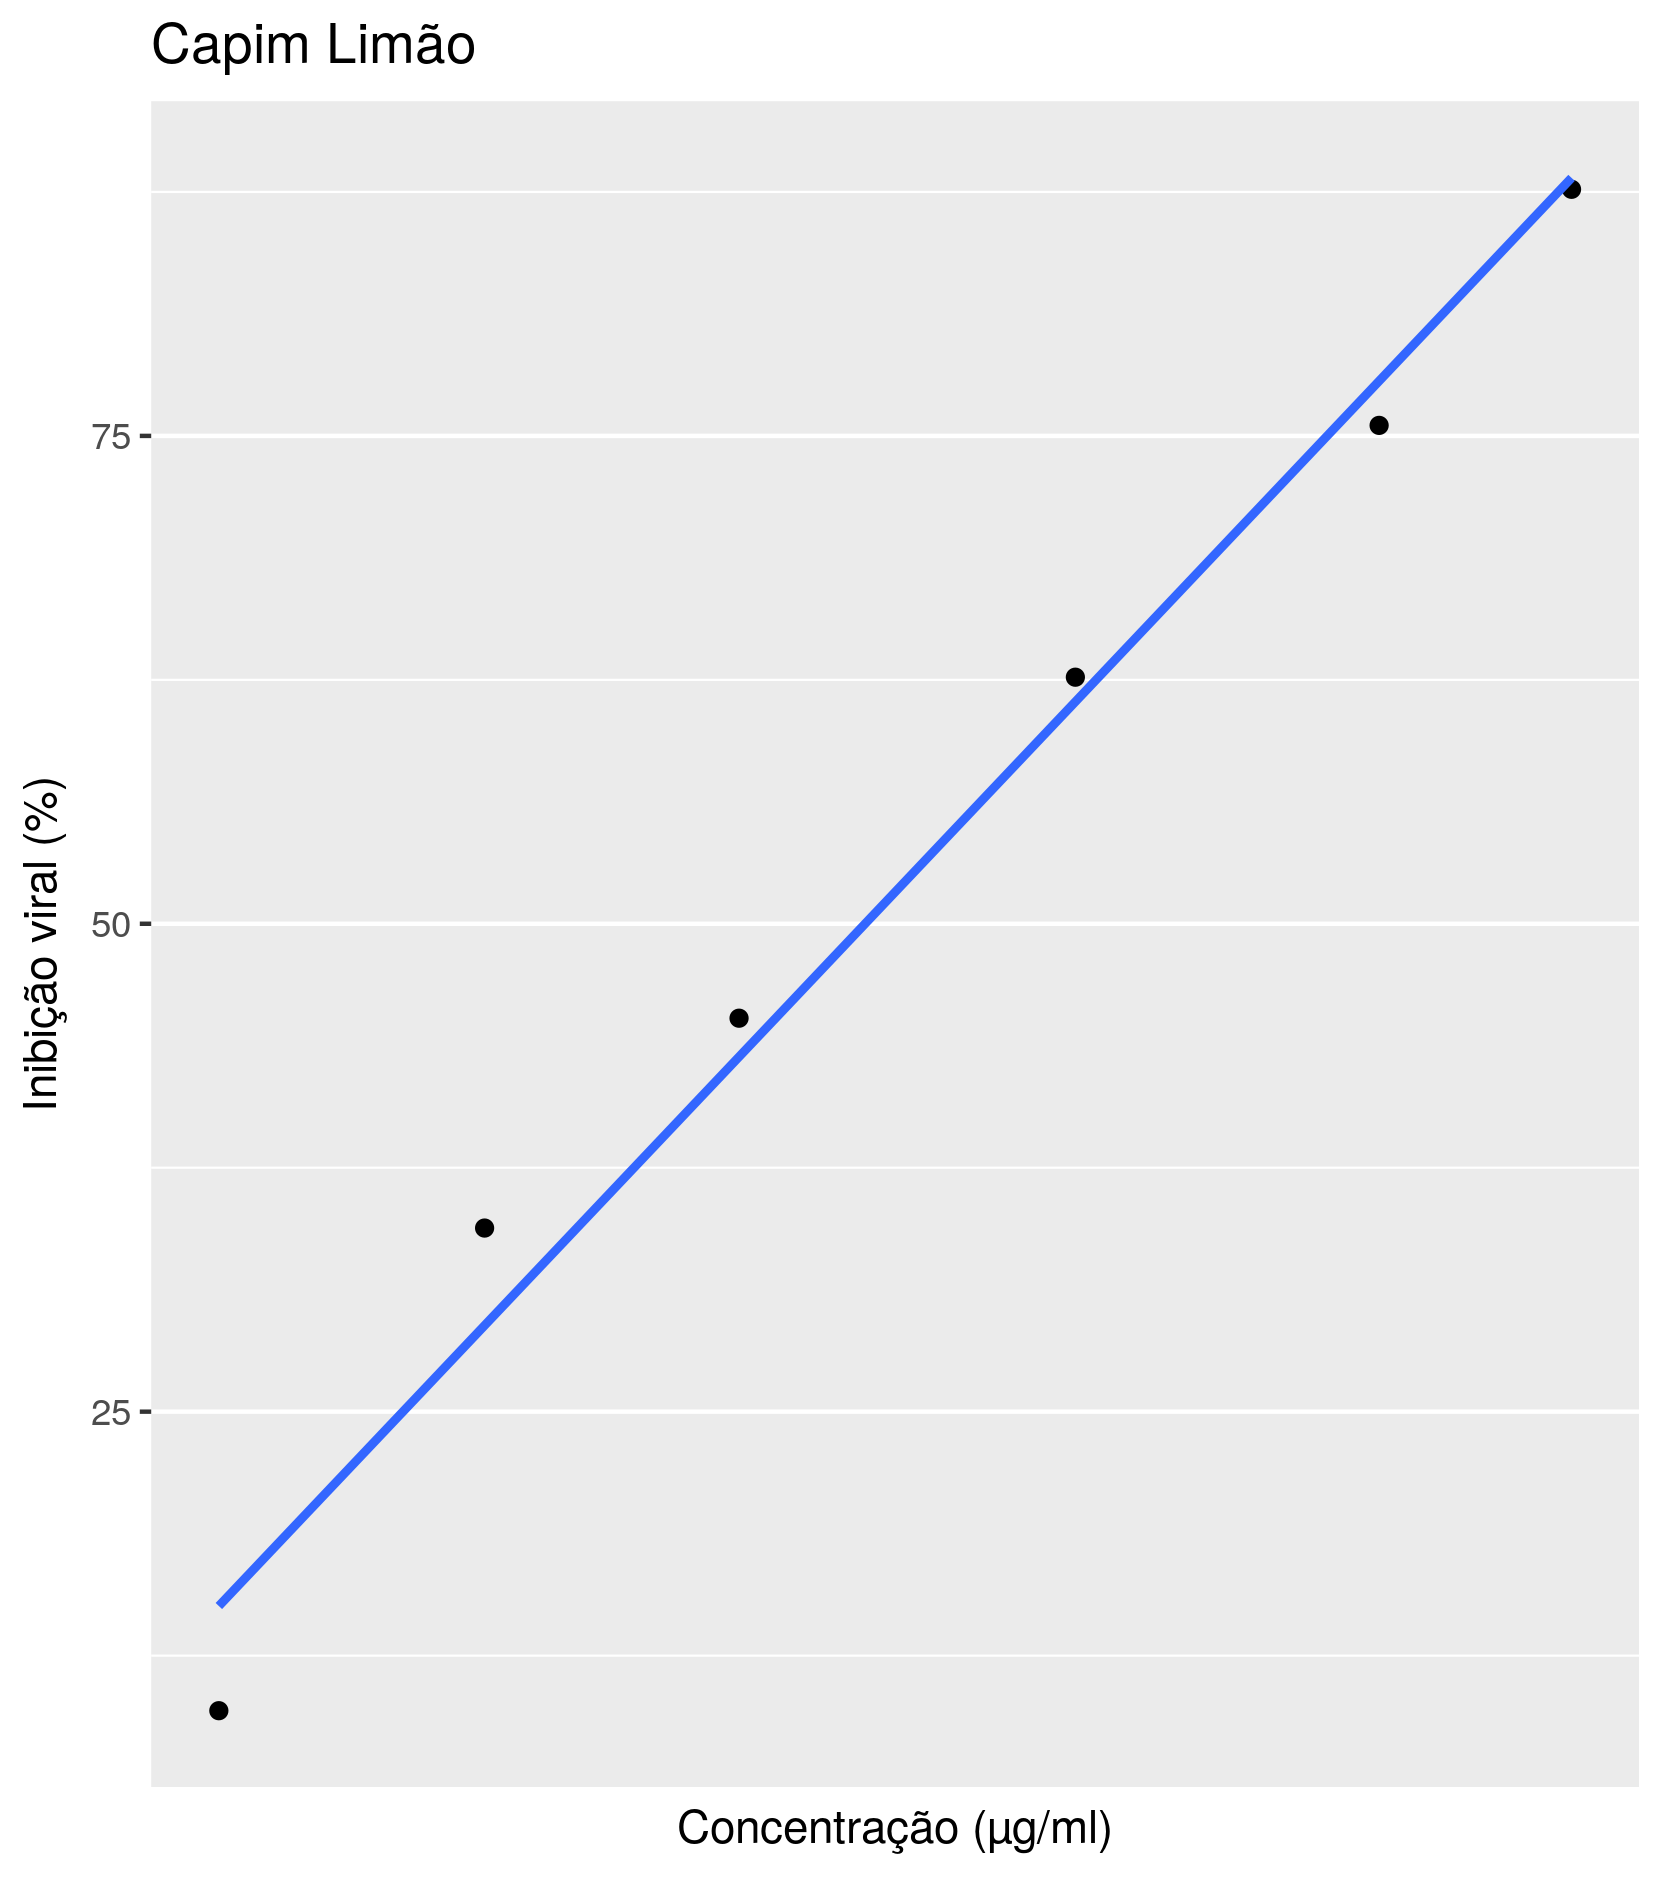 Capim Limão
Inibição viral (%)
75
50
25
Concentração (µg/ml)